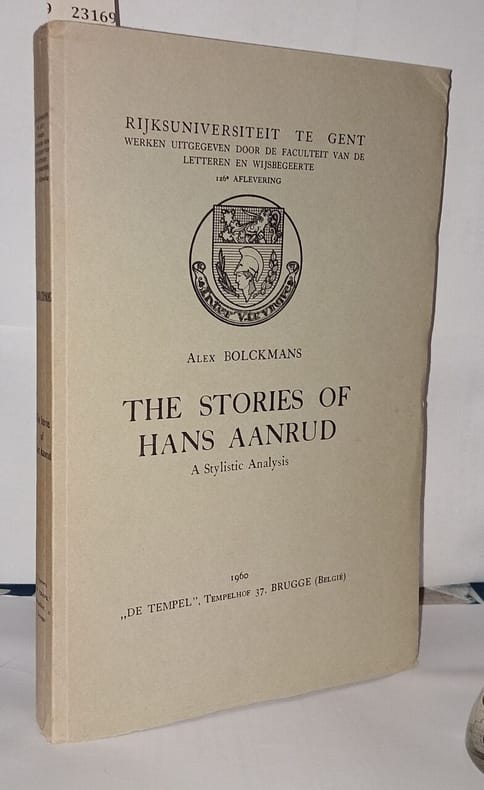 9 23169
RIJKSUNIVERSITEIT TE GENT
WERKEN UITGEGEVEN DOOR DE FACULTEIT VAN DE
LETTEREN EN WIJSBEGEERTE
126e AFLEVERING
ALEX BOLCKMANS
THE STORIES OF
HANS AANRUD
A Stylistic Analysis
1960
„DE TEMPEL", TEMPELHOF 37, BRUGGE (BELGIË)